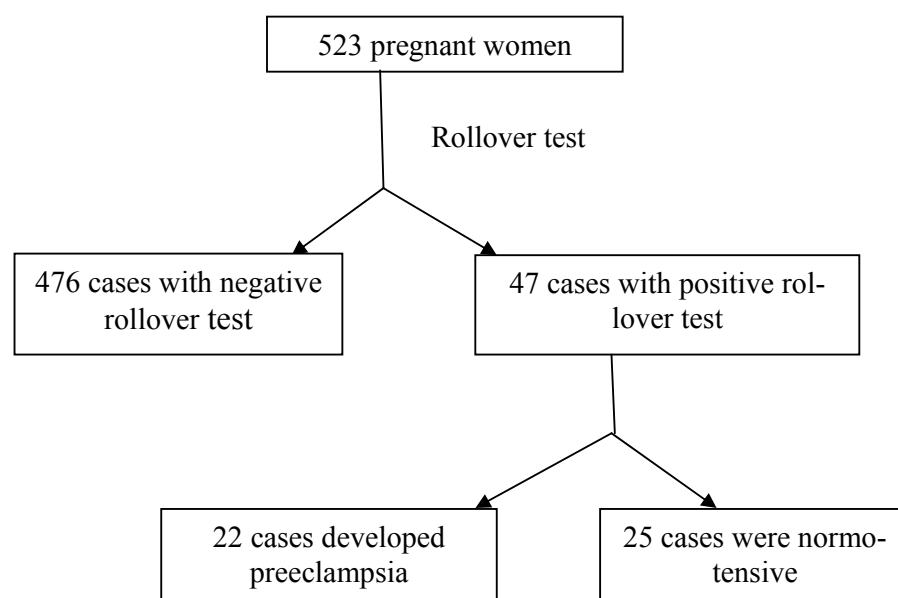 523 pregnant women
Rollover test
476 cases with negative
rollover test
47 cases with positive rol-
lover test
22 cases developed
preeclampsia
25 cases were normo-
tensive